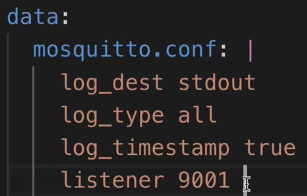 data:
mosquitto.conf: |
log_dest stdout
log_type all
log_timestamp true
listener 9001